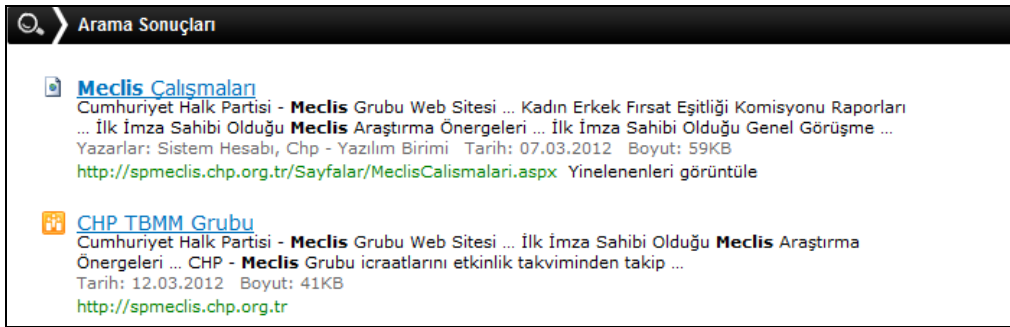 Arama Sonuçları
Meclis Çalışmaları
Cumhuriyet Halk Partisi - Meclis Grubu Web Sitesi ... Kadın Erkek Fırsat Eşitliği Komisyonu Raporları
... İlk İmza Sahibi Olduğu Meclis Araştırma Önergeleri ... İlk İmza Sahibi Olduğu Genel Görüşme ...
Yazarlar: Sistem Hesabı, Chp - Yazılım Birimi Tarih: 07.03.2012 Boyut: 59KB
http://spmeclis.chp.org.tr/Sayfalar/MeclisCalismalari.aspx Yinelenenleri görüntüle
CHP TBMM Grubu
Cumhuriyet Halk Partisi - Meclis Grubu Web Sitesi ... İlk İmza Sahibi Olduğu Meclis Araştırma
Önergeleri ... CHP - Meclis Grubu icraatlarını etkinlik takviminden takip ...
Tarih: 12.03.2012 Boyut: 41KB
http://spmeclis.chp.org.tr